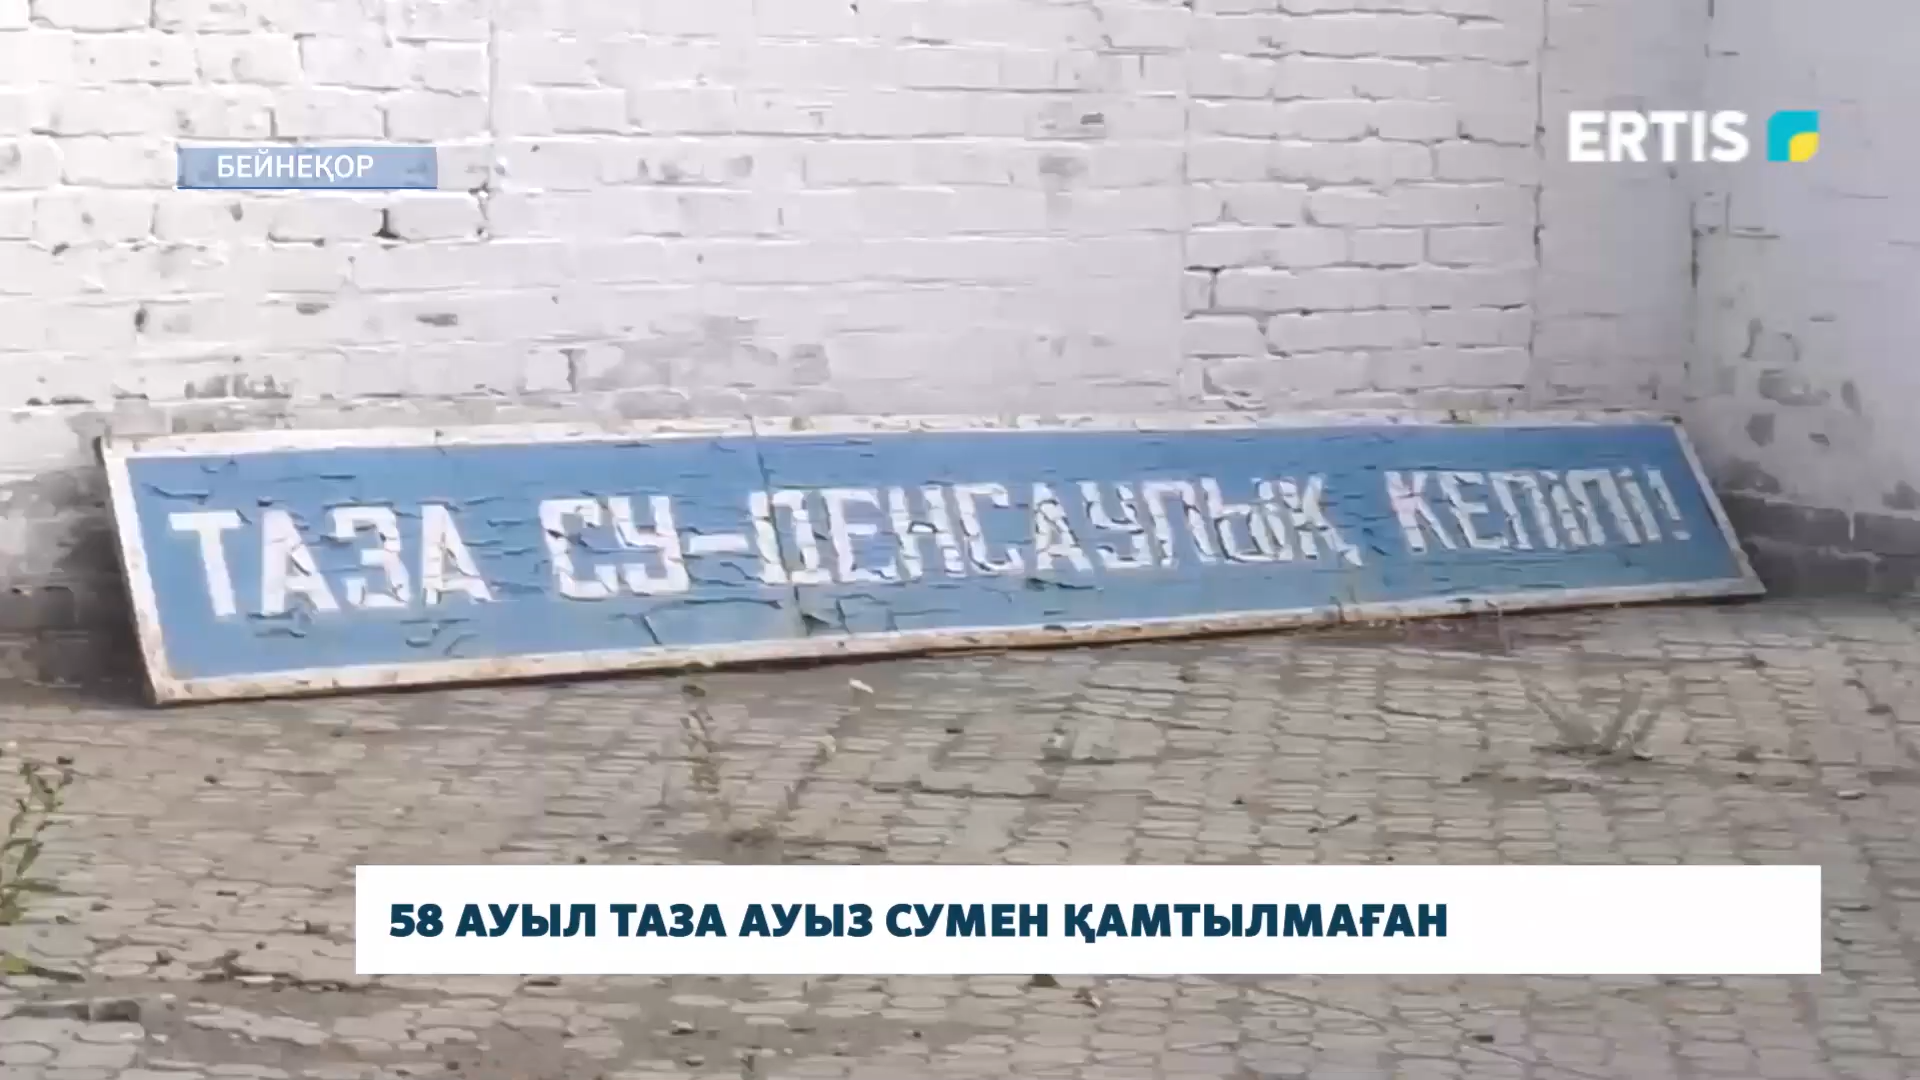 БЕЙНЕҚОР
ERTIS
ТАЗА СУ-ДЕНСАУЛЫҚ КЕПІЛІ!
58 АУЫЛ ТАЗА АУЫЗ СУМЕН ҚАМТЫЛМАҒАН